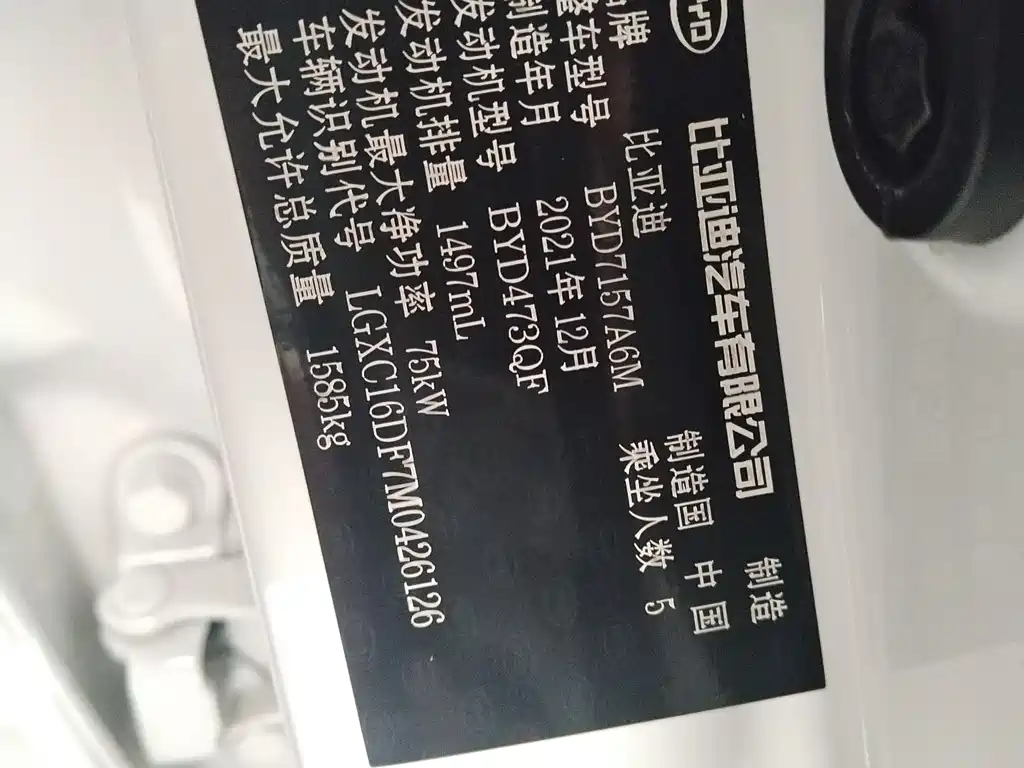 BYD 比亚迪汽车有限公司 制造
品牌 比亚迪 制造国 中国
整车型号 BYD7157A6M 乘坐人数 5
制造年月 2021年12月
发动机型号 BYD473QF
发动机排量 1497mL
发动机最大净功率 75kW
车辆识别代号 LGXC16DF7M0426126
最大允许总质量 1585kg